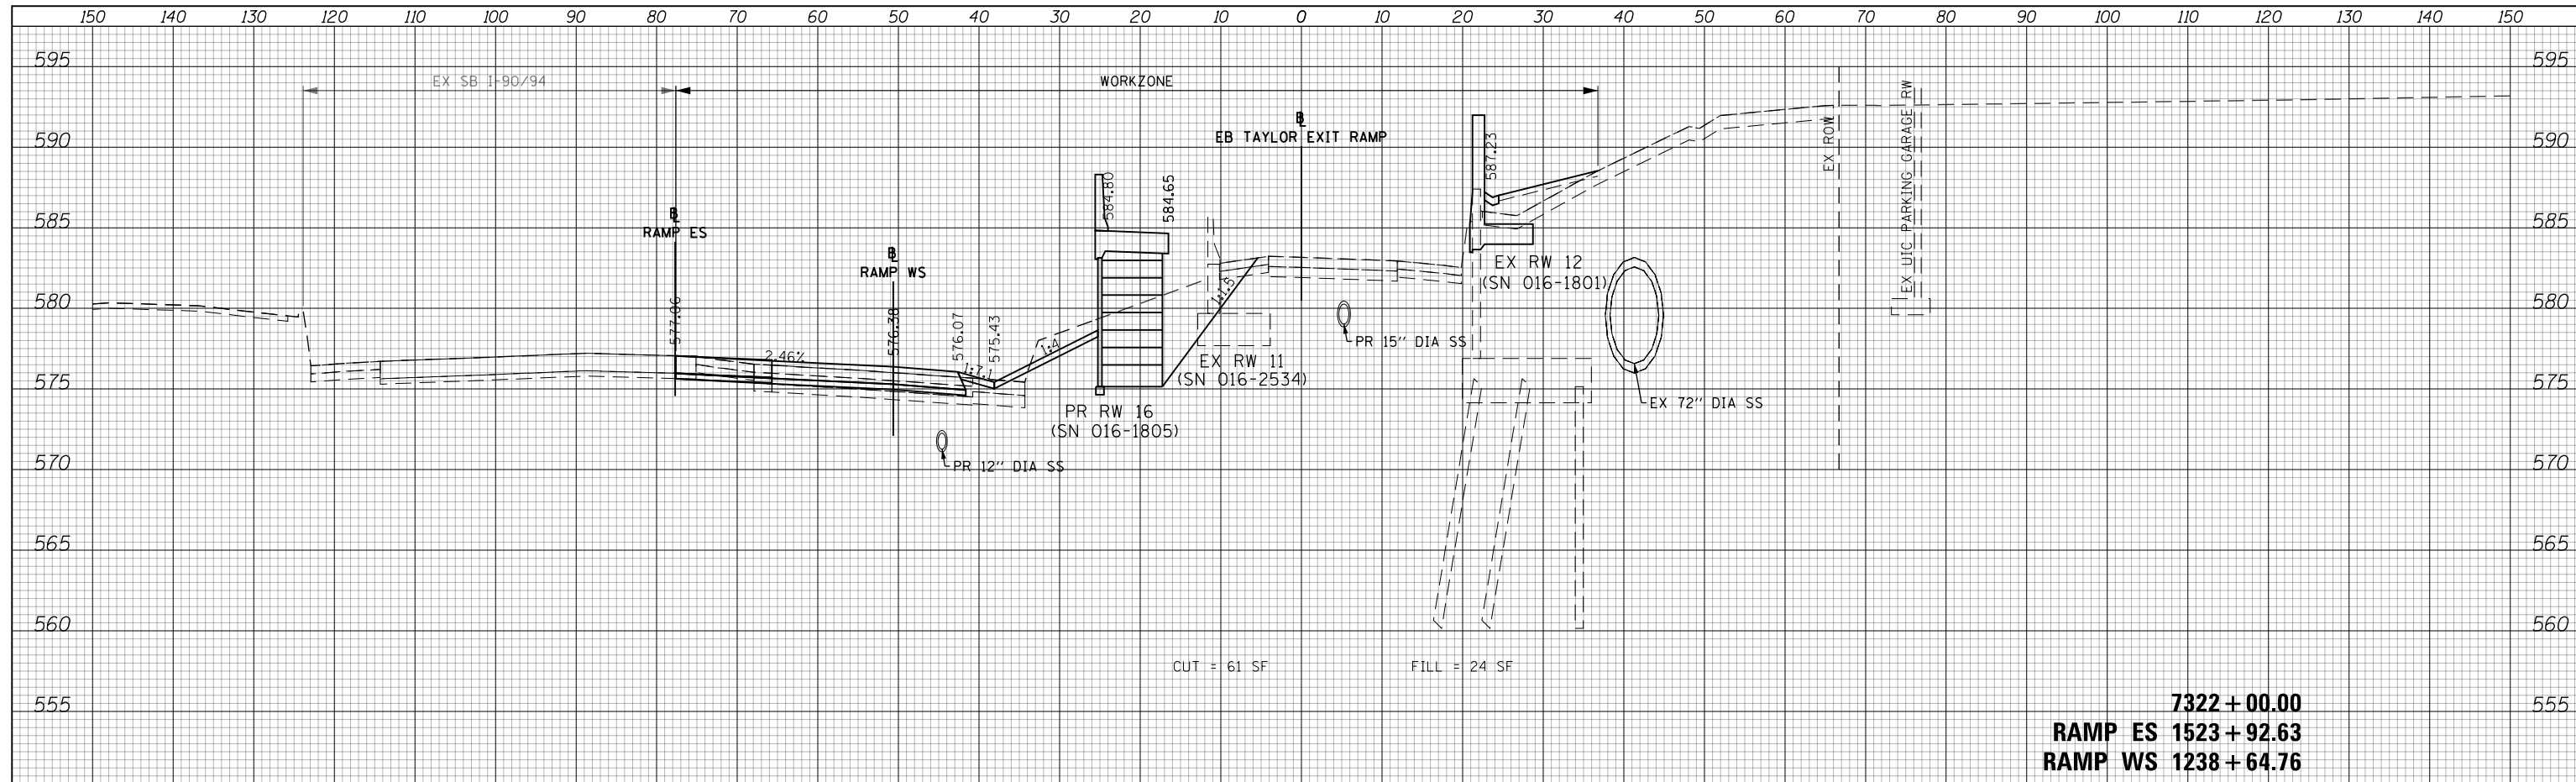 150 140 130 120 110 100 90 80 70 60 50 40 30 20 10 0 10 20 30 40 50 60 70 80 90 100 110 120 130 140 150
595 595
EX SB I-90/94
WORKZONE
EX ROW
EX UIC PARKING GARAGE RW
B
L
EB TAYLOR EXIT RAMP
590 590
587.23
584.80
584.65
B
L
RAMP ES
585 585
B
L
RAMP WS
EX RW 12
(SN 016-1801)
1:1.5
580 580
577.06
576.38
576.07
575.43
2.46%
1:7.1
1:4
PR 15'' DIA SS
EX RW 11
(SN 016-2534)
575 575
EX 72'' DIA SS
PR RW 16
(SN 016-1805)
PR 12'' DIA SS
570 570
565 565
560 560
CUT = 61 SF
FILL = 24 SF
555 555
7322+00.00
RAMP ES 1523+92.63
RAMP WS 1238+64.76